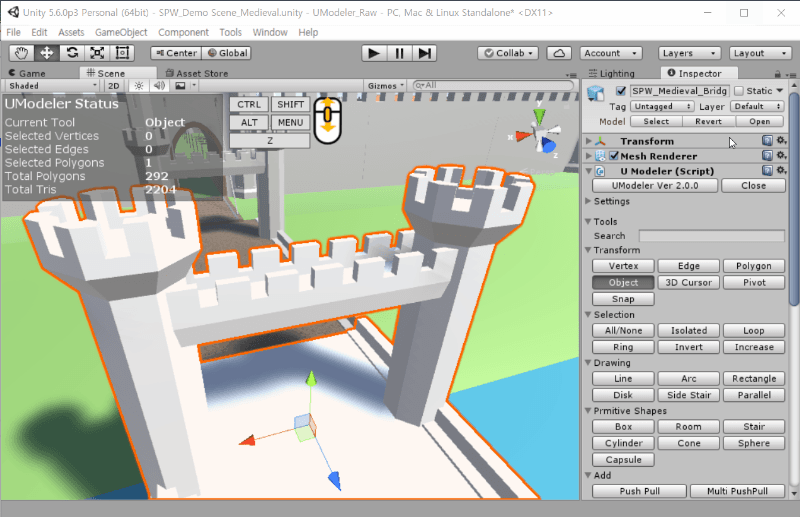 Unity 5.6.0p3 Personal (64bit) - SPW_Demo Scene_Medieval.unity - UModeler_Raw - PC, Mac & Linux Standalone* <DX11>
File Edit Assets GameObject Component Tools Window Help
Center Global Collab Account Layers Layout
Game Scene Asset Store Lighting Inspector
Shaded 2D Gizmos All
UModeler Status
Current Tool Object
Selected Vertices 0
Selected Edges 0
Selected Polygons 1
Total Polygons 292
Total Tris 2204
CTRL SHIFT
ALT MENU
Z
SPW_Medieval_Bridg Static
Tag Untagged Layer Default
Model Select Revert Open
Transform
Mesh Renderer
U Modeler (Script)
UModeler Ver 2.0.0 Close
Settings
Tools
Search
Transform
Vertex Edge Polygon
Object 3D Cursor Pivot
Snap
Selection
All/None Isolated Loop
Ring Invert Increase
Drawing
Line Arc Rectangle
Disk Side Stair Parallel
Prmitive Shapes
Box Room Stair
Cylinder Cone Sphere
Capsule
Add
Push Pull Multi PushPull